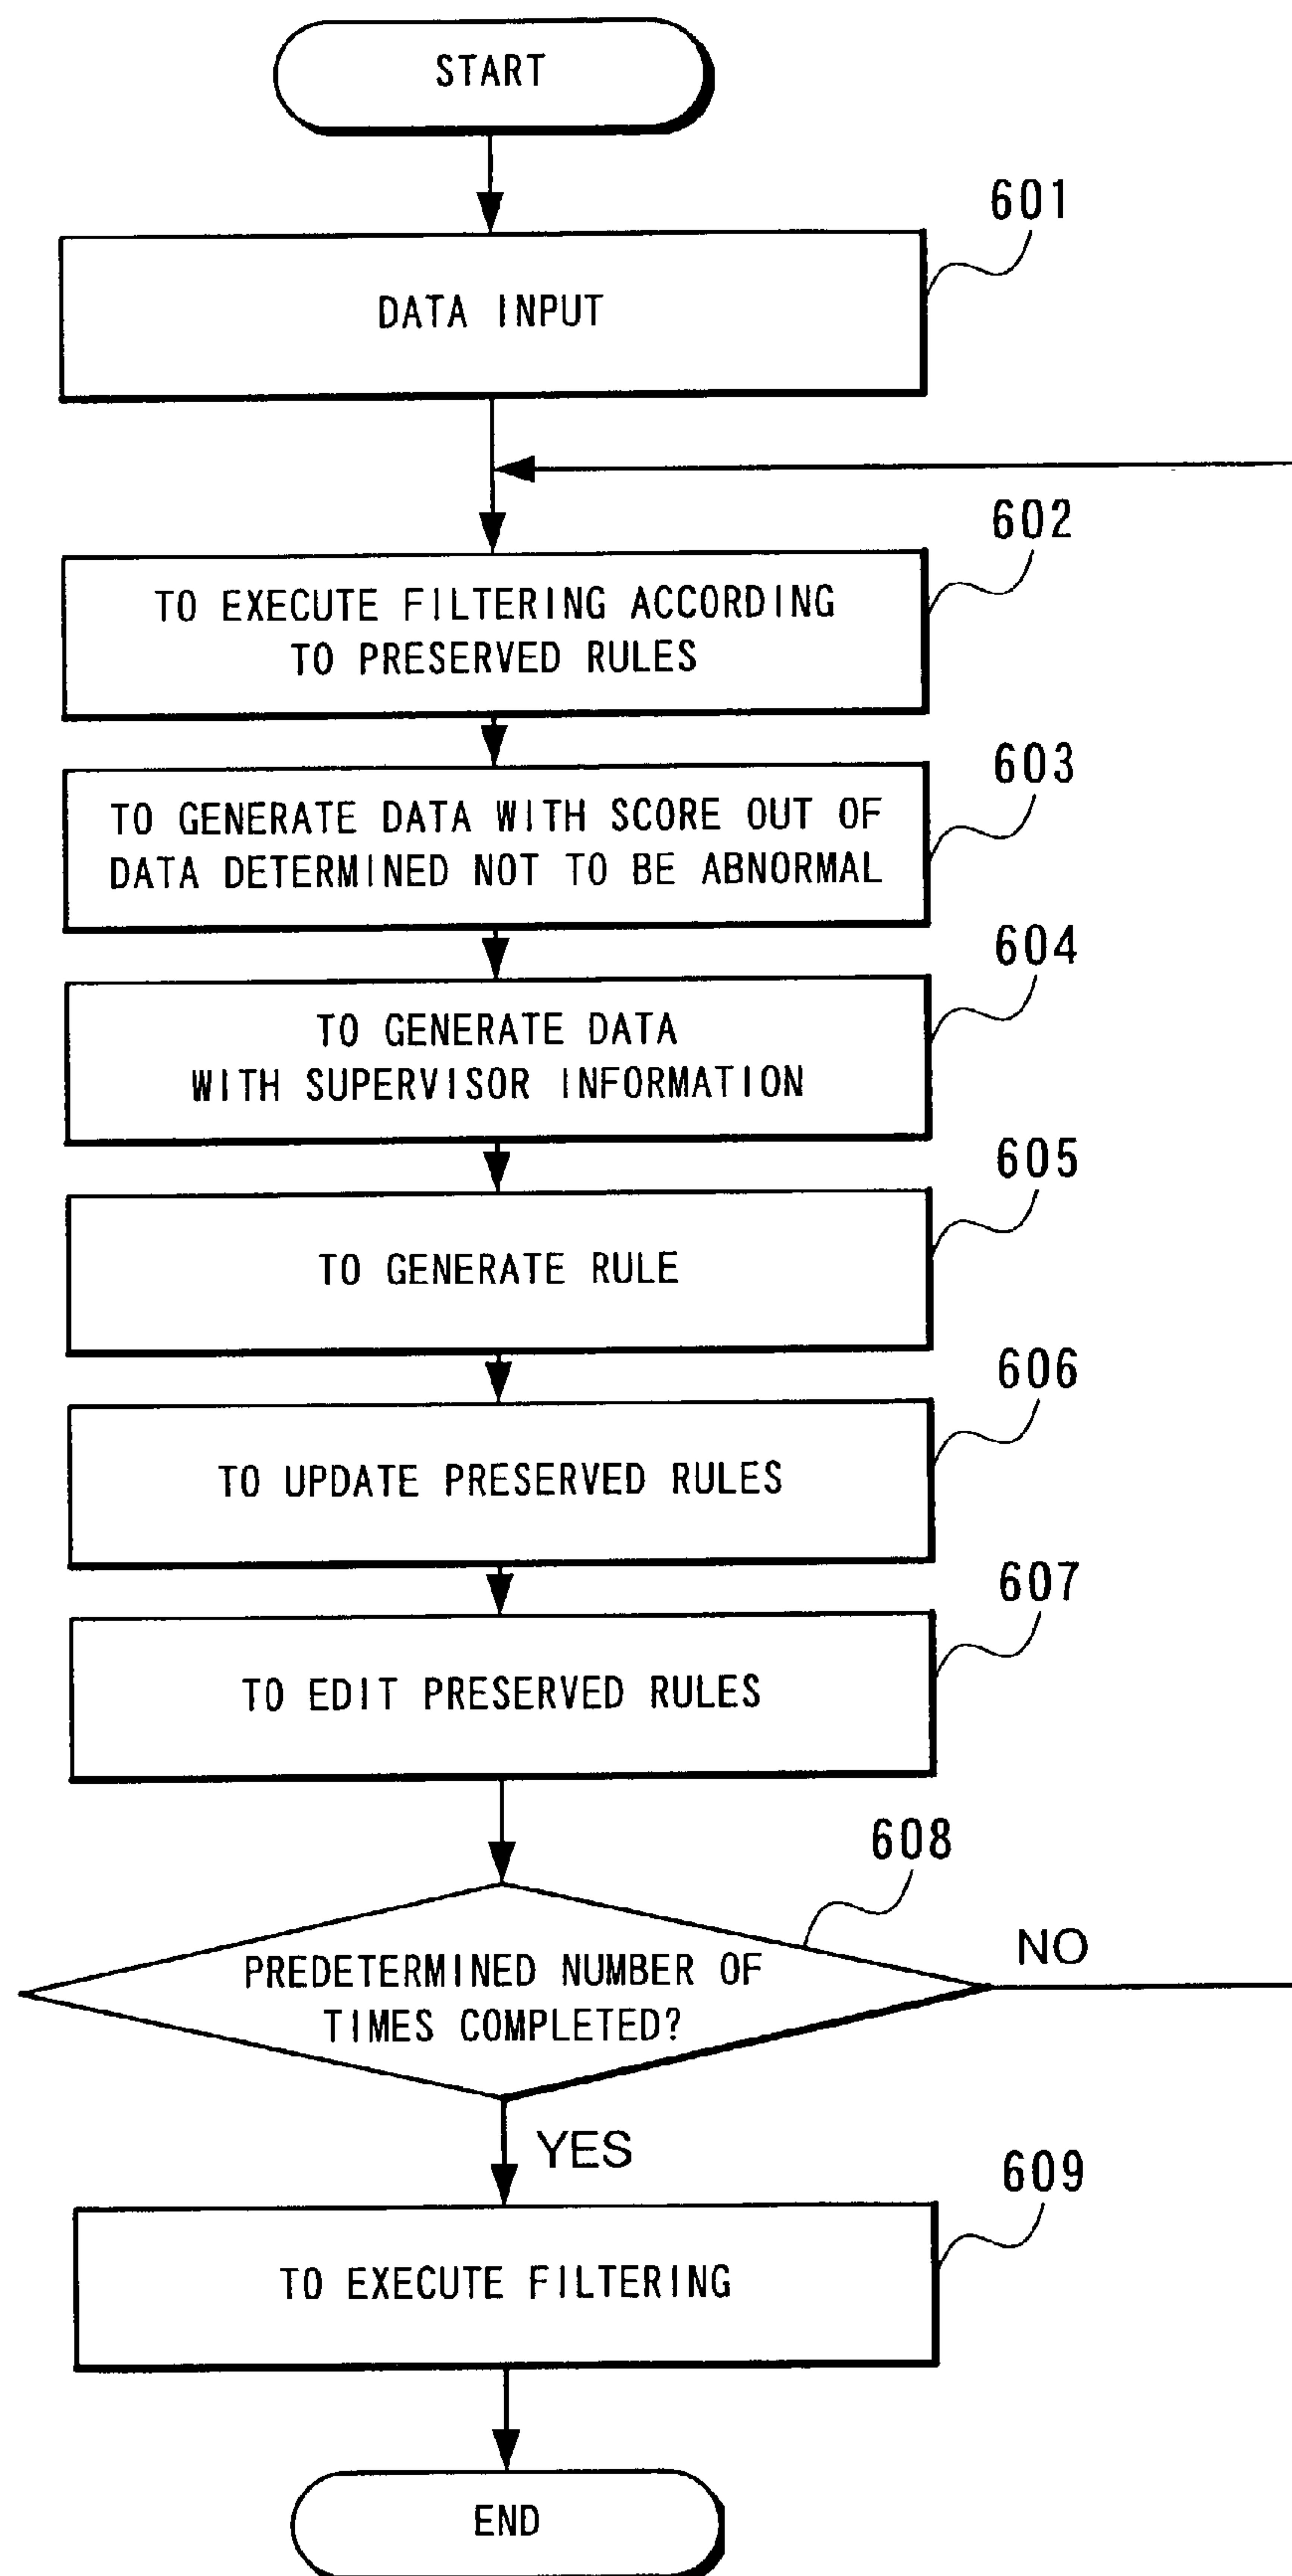 START
601
DATA INPUT
602
TO EXECUTE FILTERING ACCORDING
TO PRESERVED RULES
603
TO GENERATE DATA WITH SCORE OUT OF
DATA DETERMINED NOT TO BE ABNORMAL
604
TO GENERATE DATA
WITH SUPERVISOR INFORMATION
605
TO GENERATE RULE
606
TO UPDATE PRESERVED RULES
607
TO EDIT PRESERVED RULES
608
PREDETERMINED NUMBER OF
TIMES COMPLETED?
NO
YES
609
TO EXECUTE FILTERING
END